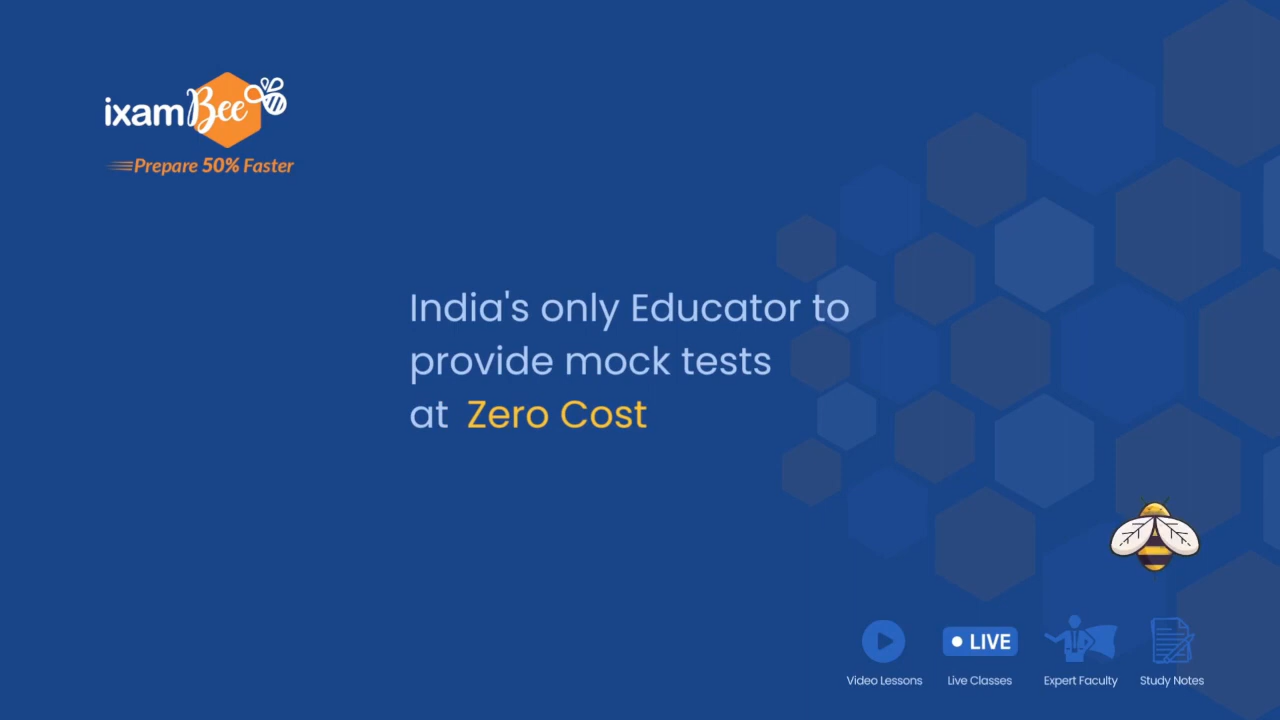 ixamBee
Prepare 50% Faster
India's only Educator to
provide mock tests
at Zero Cost
LIVE
Video Lessons
Live Classes
Expert Faculty
Study Notes